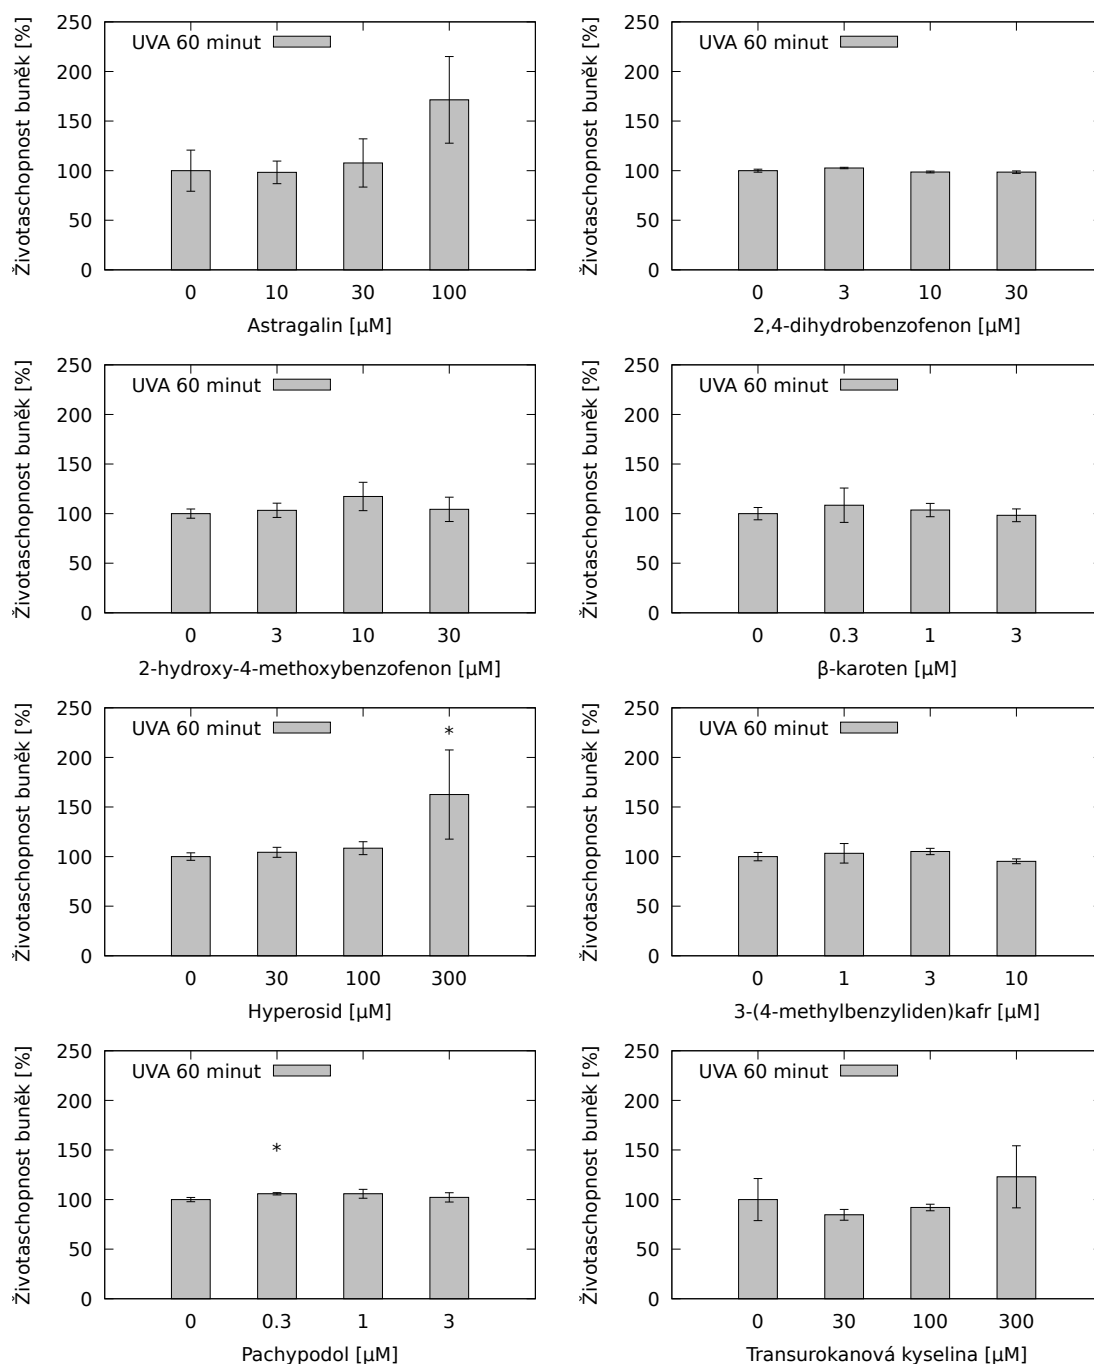 Životaschopnost buněk [%]
250
200
150
100
50
0
UVA 60 minut
0 10 30 100
Astragalin [µM]
Životaschopnost buněk [%]
250
200
150
100
50
0
UVA 60 minut
0 3 10 30
2,4-dihydrobenzofenon [µM]
Životaschopnost buněk [%]
250
200
150
100
50
0
UVA 60 minut
0 3 10 30
2-hydroxy-4-methoxybenzofenon [µM]
Životaschopnost buněk [%]
250
200
150
100
50
0
UVA 60 minut
0 0.3 1 3
β-karoten [µM]
Životaschopnost buněk [%]
250
200
150
100
50
0
UVA 60 minut
*
0 30 100 300
Hyperosid [µM]
Životaschopnost buněk [%]
250
200
150
100
50
0
UVA 60 minut
0 1 3 10
3-(4-methylbenzyliden)kafr [µM]
Životaschopnost buněk [%]
250
200
150
100
50
0
UVA 60 minut
*
0 0.3 1 3
Pachypodol [µM]
Životaschopnost buněk [%]
250
200
150
100
50
0
UVA 60 minut
0 30 100 300
Transurokanová kyselina [µM]